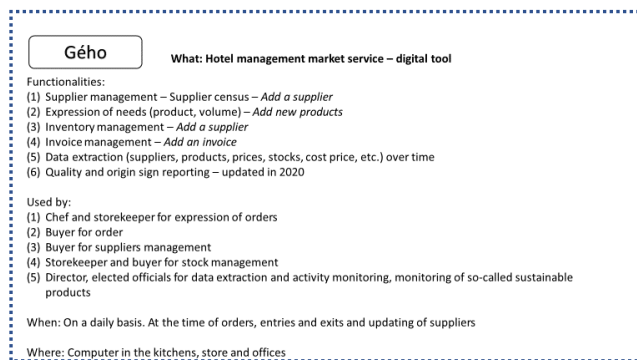 Gého
What: Hotel management market service – digital tool
Functionalities:
(1) Supplier management – Supplier census – Add a supplier
(2) Expression of needs (product, volume) – Add new products
(3) Inventory management – Add a supplier
(4) Invoice management – Add an invoice
(5) Data extraction (suppliers, products, prices, stocks, cost price, etc.) over time
(6) Quality and origin sign reporting – updated in 2020
Used by:
(1) Chef and storekeeper for expression of orders
(2) Buyer for order
(3) Buyer for suppliers management
(4) Storekeeper and buyer for stock management
(5) Director, elected officials for data extraction and activity monitoring, monitoring of so-called sustainable
products
When: On a daily basis. At the time of orders, entries and exits and updating of suppliers
Where: Computer in the kitchens, store and offices